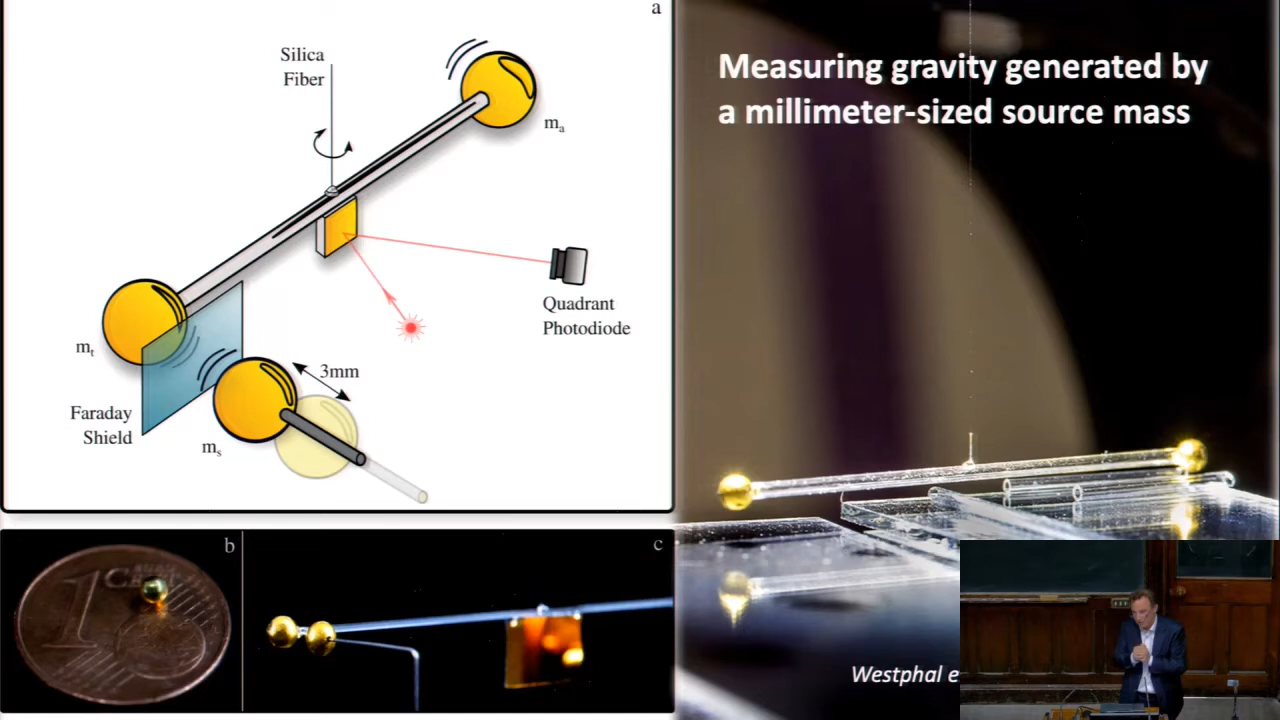 a
Silica
Fiber
mₐ
Quadrant
Photodiode
3mm
mₜ
Faraday
Shield
mₛ
b
1
c
Measuring gravity generated by
a millimeter-sized source mass
Westphal e